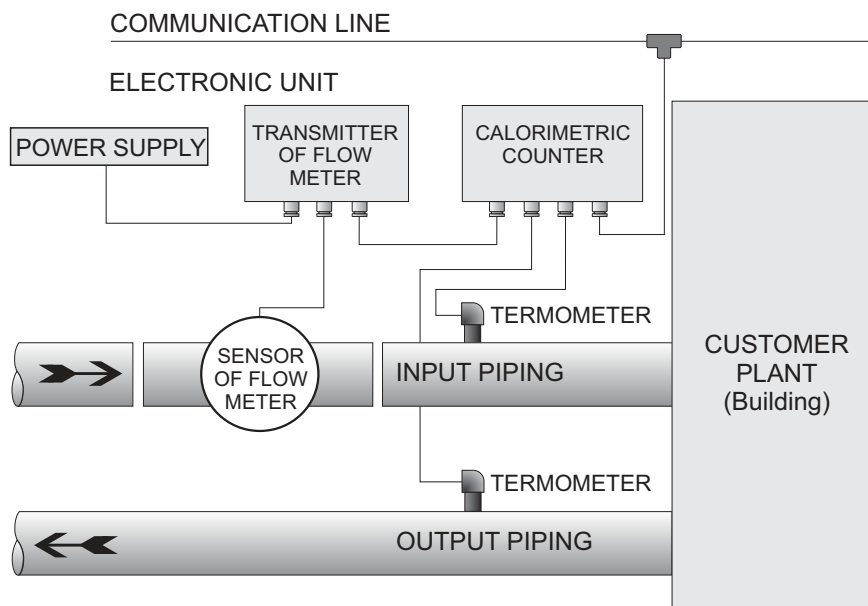 COMMUNICATION LINE
ELECTRONIC UNIT
POWER SUPPLY
TRANSMITTER
OF FLOW
METER
CALORIMETRIC
COUNTER
TERMOMETER
SENSOR
OF FLOW
METER
INPUT PIPING
CUSTOMER
PLANT
(Building)
TERMOMETER
OUTPUT PIPING